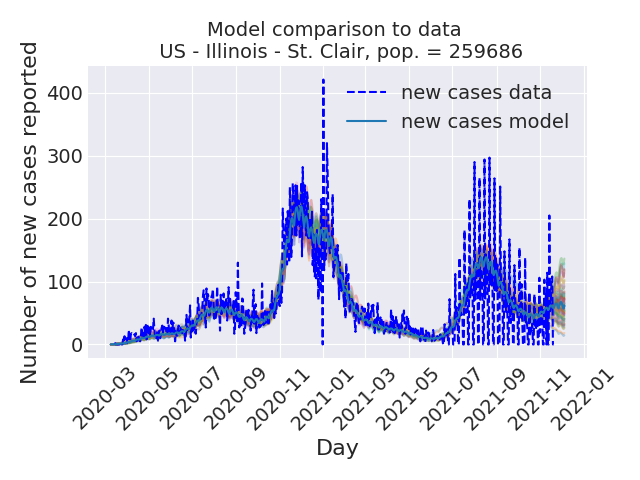 Model comparison to data
US - Illinois - St. Clair, pop. = 259686
Number of new cases reported
400
300
200
100
0
new cases data
new cases model
2020-03
2020-05
2020-07
2020-09
2020-11
2021-01
2021-03
2021-05
2021-07
2021-09
2021-11
2022-01
Day